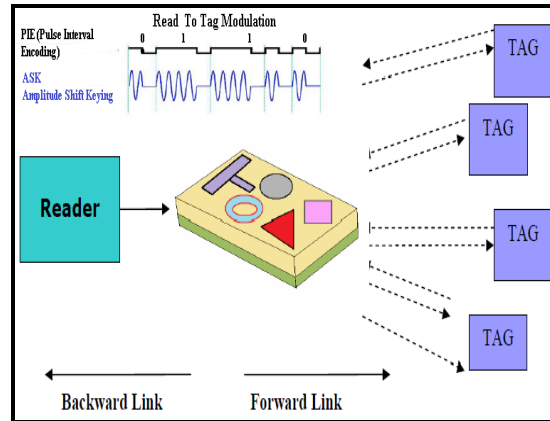 Read To Tag Modulation
PIE (Pulse Interval
Encoding)
0 1 1 0
ASK
Amplitude Shift Keying
TAG
TAG
Reader
TAG
TAG
Backward Link Forward Link